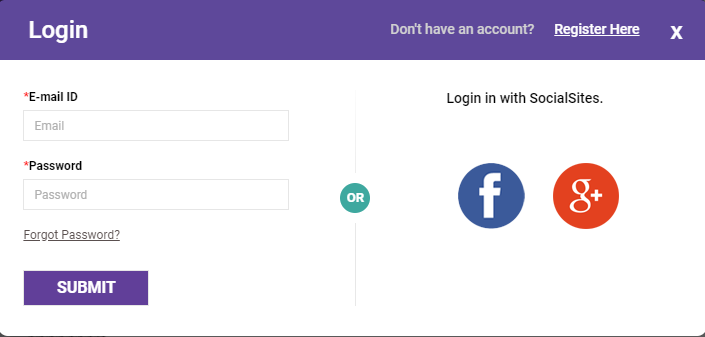 Login
Don't have an account? Register Here X
*E-mail ID
Email
*Password
Password
Forgot Password?
SUBMIT
OR
Login in with SocialSites.
f g+